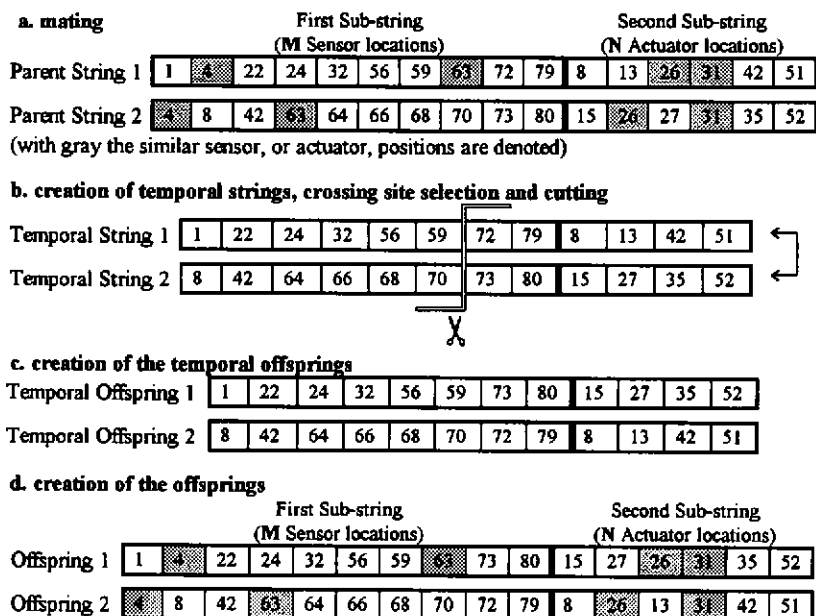 a. mating
First Sub-string
(M Sensor locations)
Second Sub-string
(N Actuator locations)
Parent String 1 1 4 22 24 32 56 59 63 72 79 8 13 26 31 42 51
Parent String 2 4 8 42 63 64 66 68 70 73 80 15 26 27 31 35 52
(with gray the similar sensor, or actuator, positions are denoted)
b. creation of temporal strings, crossing site selection and cutting
Temporal String 1 1 22 24 32 56 59 72 79 8 13 42 51
Temporal String 2 8 42 64 66 68 70 73 80 15 27 35 52
c. creation of the temporal offsprings
Temporal Offspring 1 1 22 24 32 56 59 73 80 15 27 35 52
Temporal Offspring 2 8 42 64 66 68 70 72 79 8 13 42 51
d. creation of the offsprings
First Sub-string
(M Sensor locations)
Second Sub-string
(N Actuator locations)
Offspring 1 1 4 22 24 32 56 59 63 73 80 15 27 26 31 35 52
Offspring 2 4 8 42 63 64 66 68 70 72 79 8 26 13 31 42 51